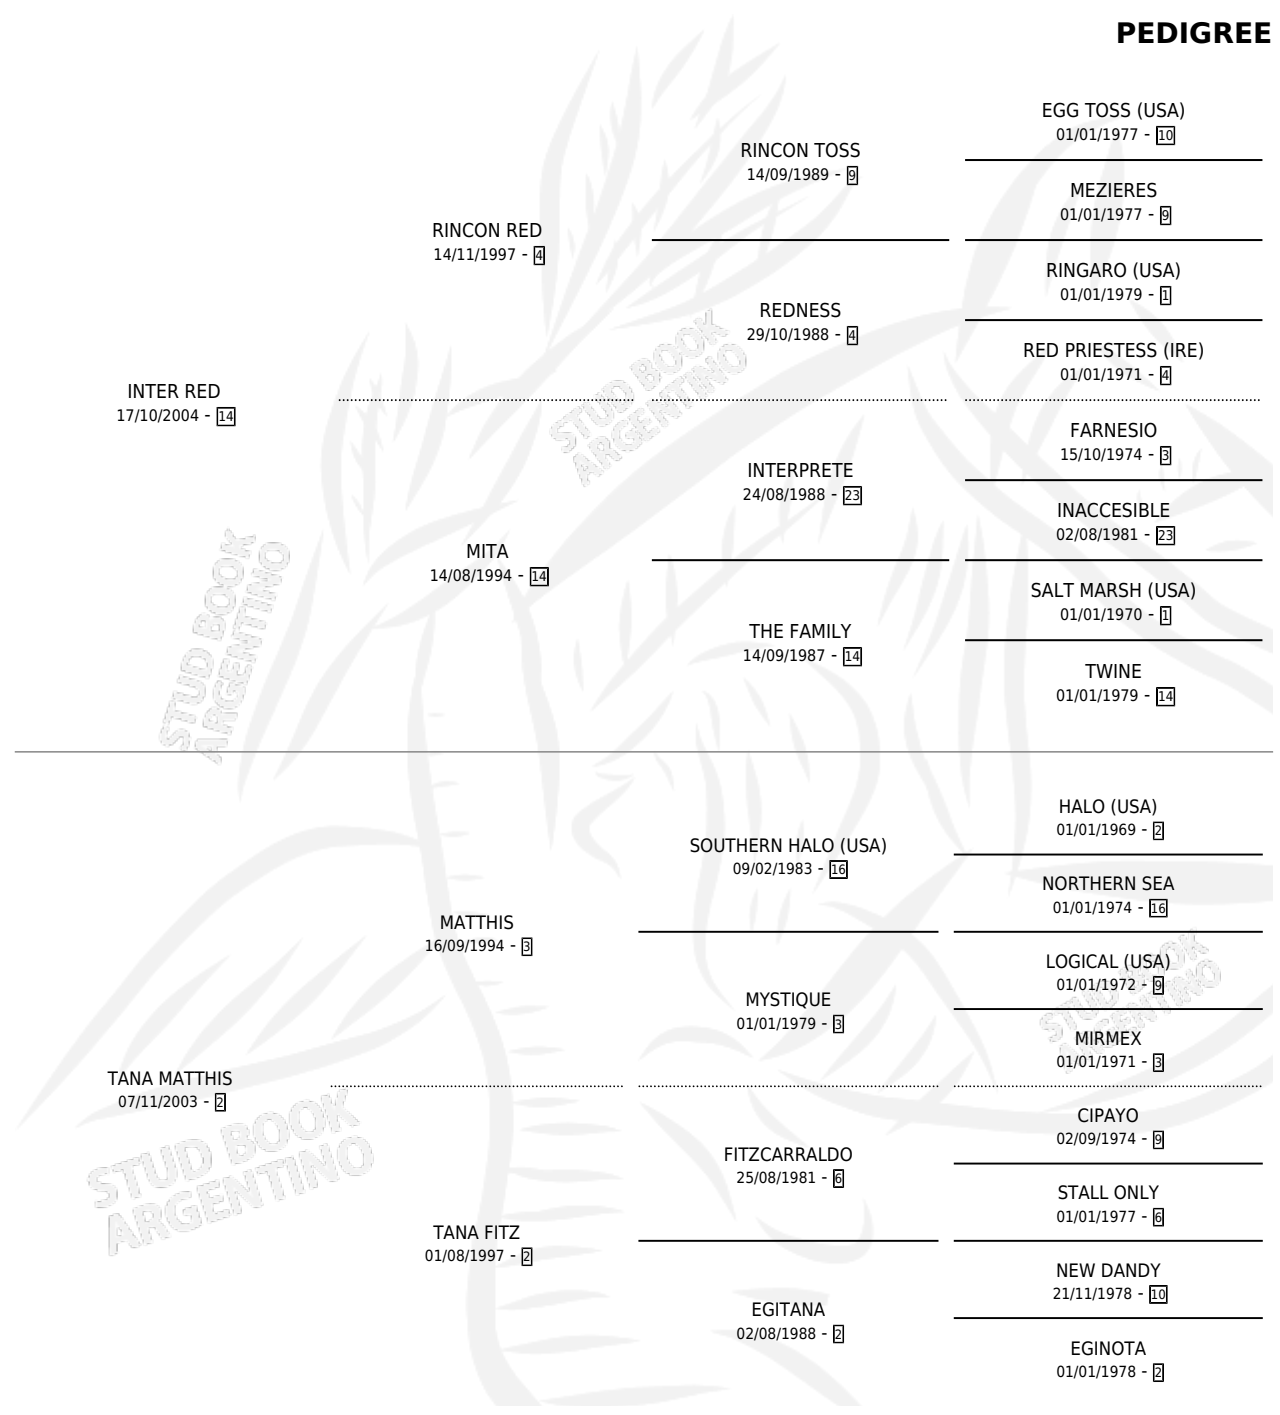 PEDIGREE
EGG TOSS (USA)
01/01/1977 - 10
RINCON TOSS
14/09/1989 - 9
MEZIERES
01/01/1977 - 9
RINCON RED
14/11/1997 - 4
RINGARO (USA)
01/01/1979 - 1
REDNESS
29/10/1988 - 4
RED PRIESTESS (IRE)
01/01/1971 - 4
INTER RED
17/10/2004 - 14
STUD BOOK
ARGENTINO
FARNESIO
15/10/1974 - 3
INTERPRETE
24/08/1988 - 23
INACCESIBLE
02/08/1981 - 23
MITA
14/08/1994 - 14
SALT MARSH (USA)
01/01/1970 - 1
THE FAMILY
14/09/1987 - 14
TWINE
01/01/1979 - 14
STUD BOOK
ARGENTINO
HALO (USA)
01/01/1969 - 2
SOUTHERN HALO (USA)
09/02/1983 - 16
NORTHERN SEA
01/01/1974 - 16
MATTHIS
16/09/1994 - 3
LOGICAL (USA)
01/01/1972 - 9
MYSTIQUE
01/01/1979 - 3
STUD BOOK
ARGENTINO
MIRMEX
01/01/1971 - 3
TANA MATTHIS
07/11/2003 - 2
CIPAYO
02/09/1974 - 9
FITZCARRALDO
25/08/1981 - 6
STALL ONLY
01/01/1977 - 6
STUD BOOK
ARGENTINO
TANA FITZ
01/08/1997 - 2
NEW DANDY
21/11/1978 - 10
EGITANA
02/08/1988 - 2
EGINOTA
01/01/1978 - 2